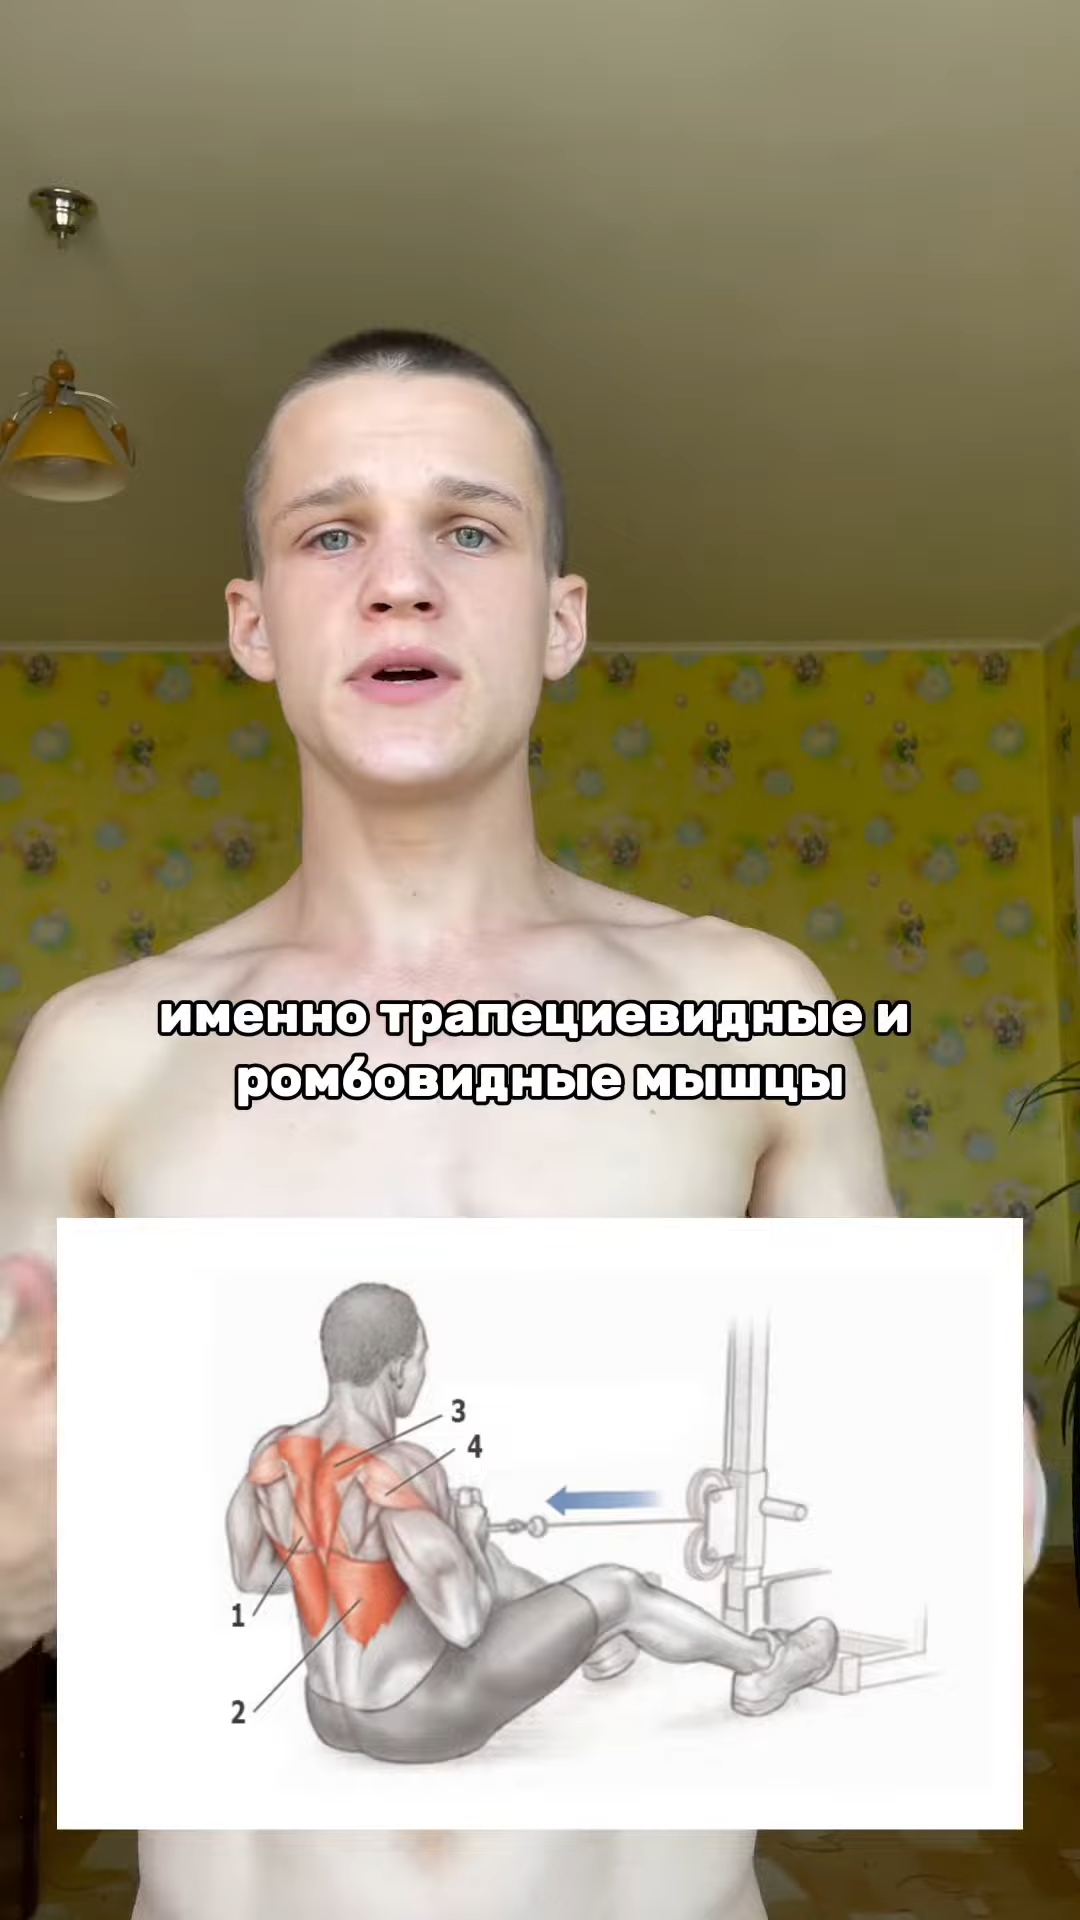 именно трапециевидные и
ромбовидные мышцы
3
4
1
2